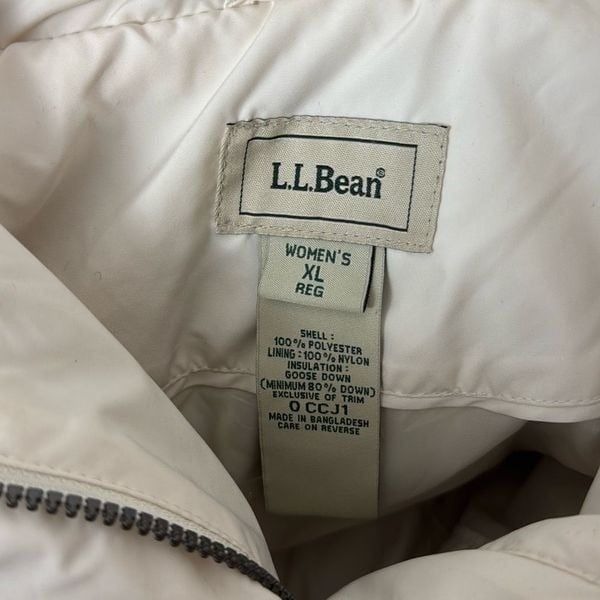 L.L.Bean®
WOMEN'S
XL
REG
SHELL:
100% POLYESTER
LINING: 100% NYLON
INSULATION:
GOOSE DOWN
(MINIMUM 80% DOWN)
EXCLUSIVE OF TRIM
0 CCJ1
MADE IN BANGLADESH
CARE ON REVERSE